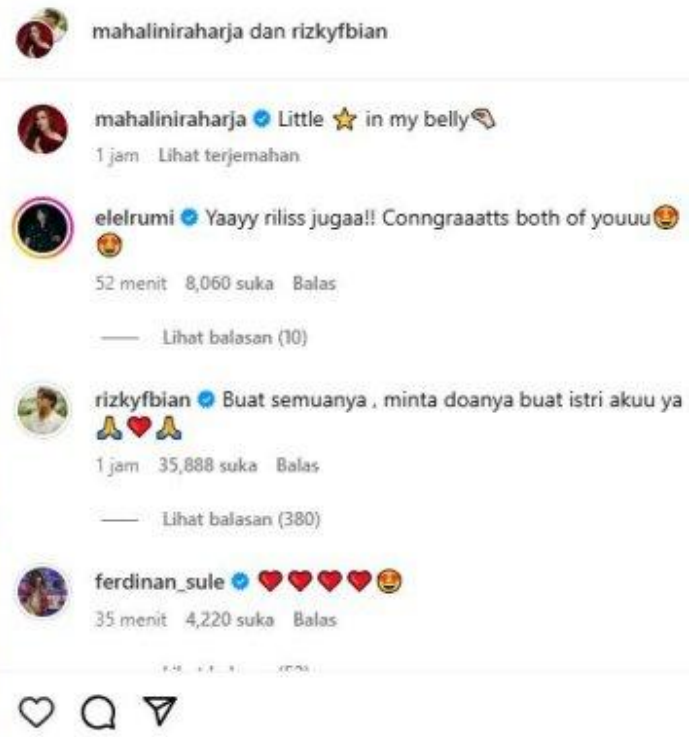 mahaliniraharja dan rizkyfbian
mahaliniraharja Little ⭐ in my belly🤏
1 jam Lihat terjemahan
elelrumi Yaayy riliss jugaa!! Conngraaatts both of youuu🤩
🤩
52 menit 8,060 suka Balas
Lihat balasan (10)
rizkyfbian Buat semuanya , minta doanya buat istri akuu ya
🙏❤️🙏
1 jam 35,888 suka Balas
Lihat balasan (380)
ferdinan_sule ❤️❤️❤️❤️🤩
35 menit 4,220 suka Balas